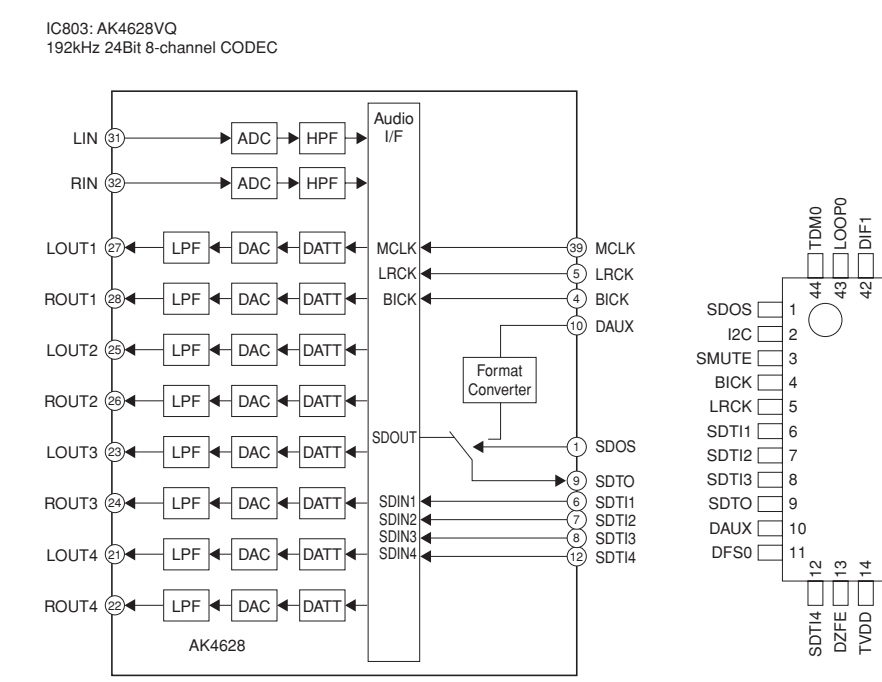 IC803: AK4628VQ
192kHz 24Bit 8-channel CODEC
Audio
I/F
LIN 31 ADC HPF
RIN 32 ADC HPF
LOUT1 27 LPF DAC DATT MCLK 39 MCLK
LRCK 5 LRCK
ROUT1 28 LPF DAC DATT BICK 4 BICK
10 DAUX
LOUT2 25 LPF DAC DATT
Format
Converter
ROUT2 26 LPF DAC DATT
LOUT3 23 LPF DAC DATT SDOUT 1 SDOS
9 SDTO
ROUT3 24 LPF DAC DATT SDIN1 6 SDTI1
SDIN2 7 SDTI2
SDIN3 8 SDTI3
LOUT4 21 LPF DAC DATT SDIN4 12 SDTI4
ROUT4 22 LPF DAC DATT
AK4628
44 TDM0
43 LOOP0
42 DIF1
SDOS 1
I2C 2
SMUTE 3
BICK 4
LRCK 5
SDTI1 6
SDTI2 7
SDTI3 8
SDTO 9
DAUX 10
DFS0 11
SDTI4 12
DZFE 13
TVDD 14